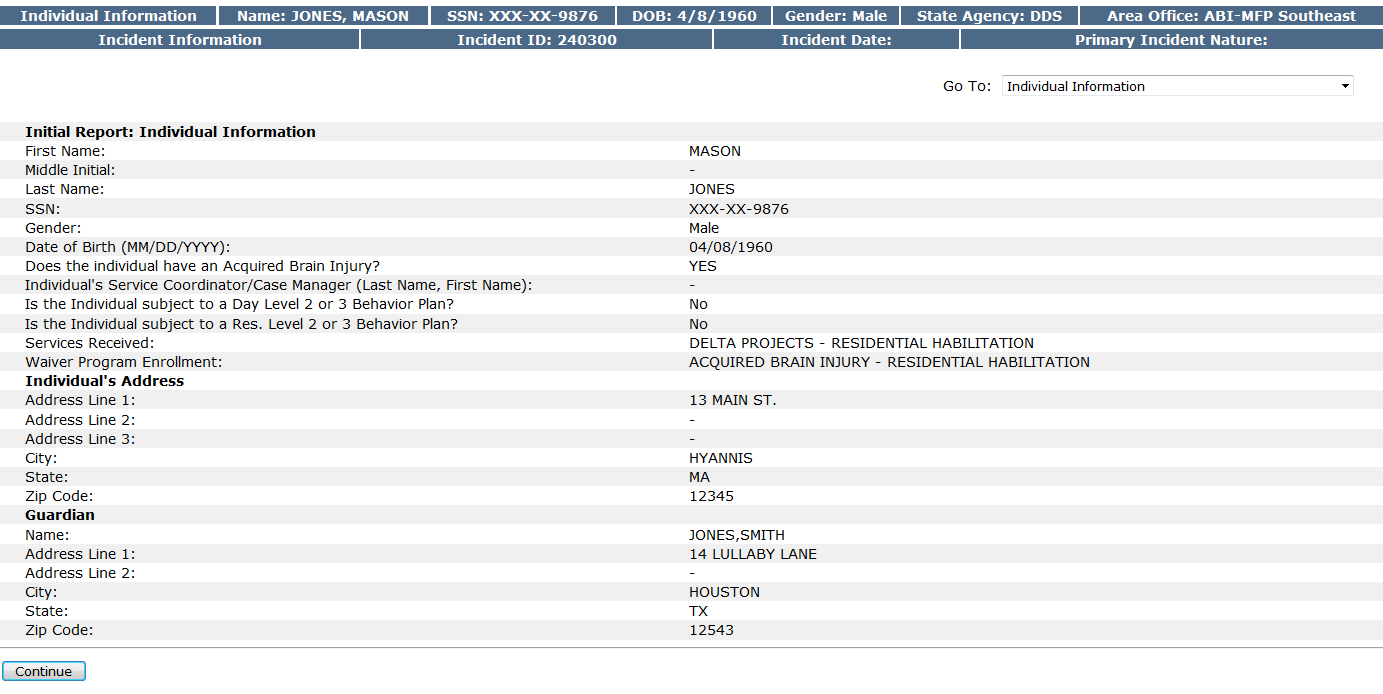 Individual Information Name: JONES, MASON SSN: XXX-XX-9876 DOB: 4/8/1960 Gender: Male State Agency: DDS Area Office: ABI-MFP Southeast
Incident Information Incident ID: 240300 Incident Date: Primary Incident Nature:
Go To: Individual Information
Initial Report: Individual Information
First Name: MASON
Middle Initial: -
Last Name: JONES
SSN: XXX-XX-9876
Gender: Male
Date of Birth (MM/DD/YYYY): 04/08/1960
Does the individual have an Acquired Brain Injury? YES
Individual's Service Coordinator/Case Manager (Last Name, First Name): -
Is the Individual subject to a Day Level 2 or 3 Behavior Plan? No
Is the Individual subject to a Res. Level 2 or 3 Behavior Plan? No
Services Received: DELTA PROJECTS - RESIDENTIAL HABILITATION
Waiver Program Enrollment: ACQUIRED BRAIN INJURY - RESIDENTIAL HABILITATION
Individual's Address
Address Line 1: 13 MAIN ST.
Address Line 2: -
Address Line 3: -
City: HYANNIS
State: MA
Zip Code: 12345
Guardian
Name: JONES,SMITH
Address Line 1: 14 LULLABY LANE
Address Line 2: -
City: HOUSTON
State: TX
Zip Code: 12543
Continue